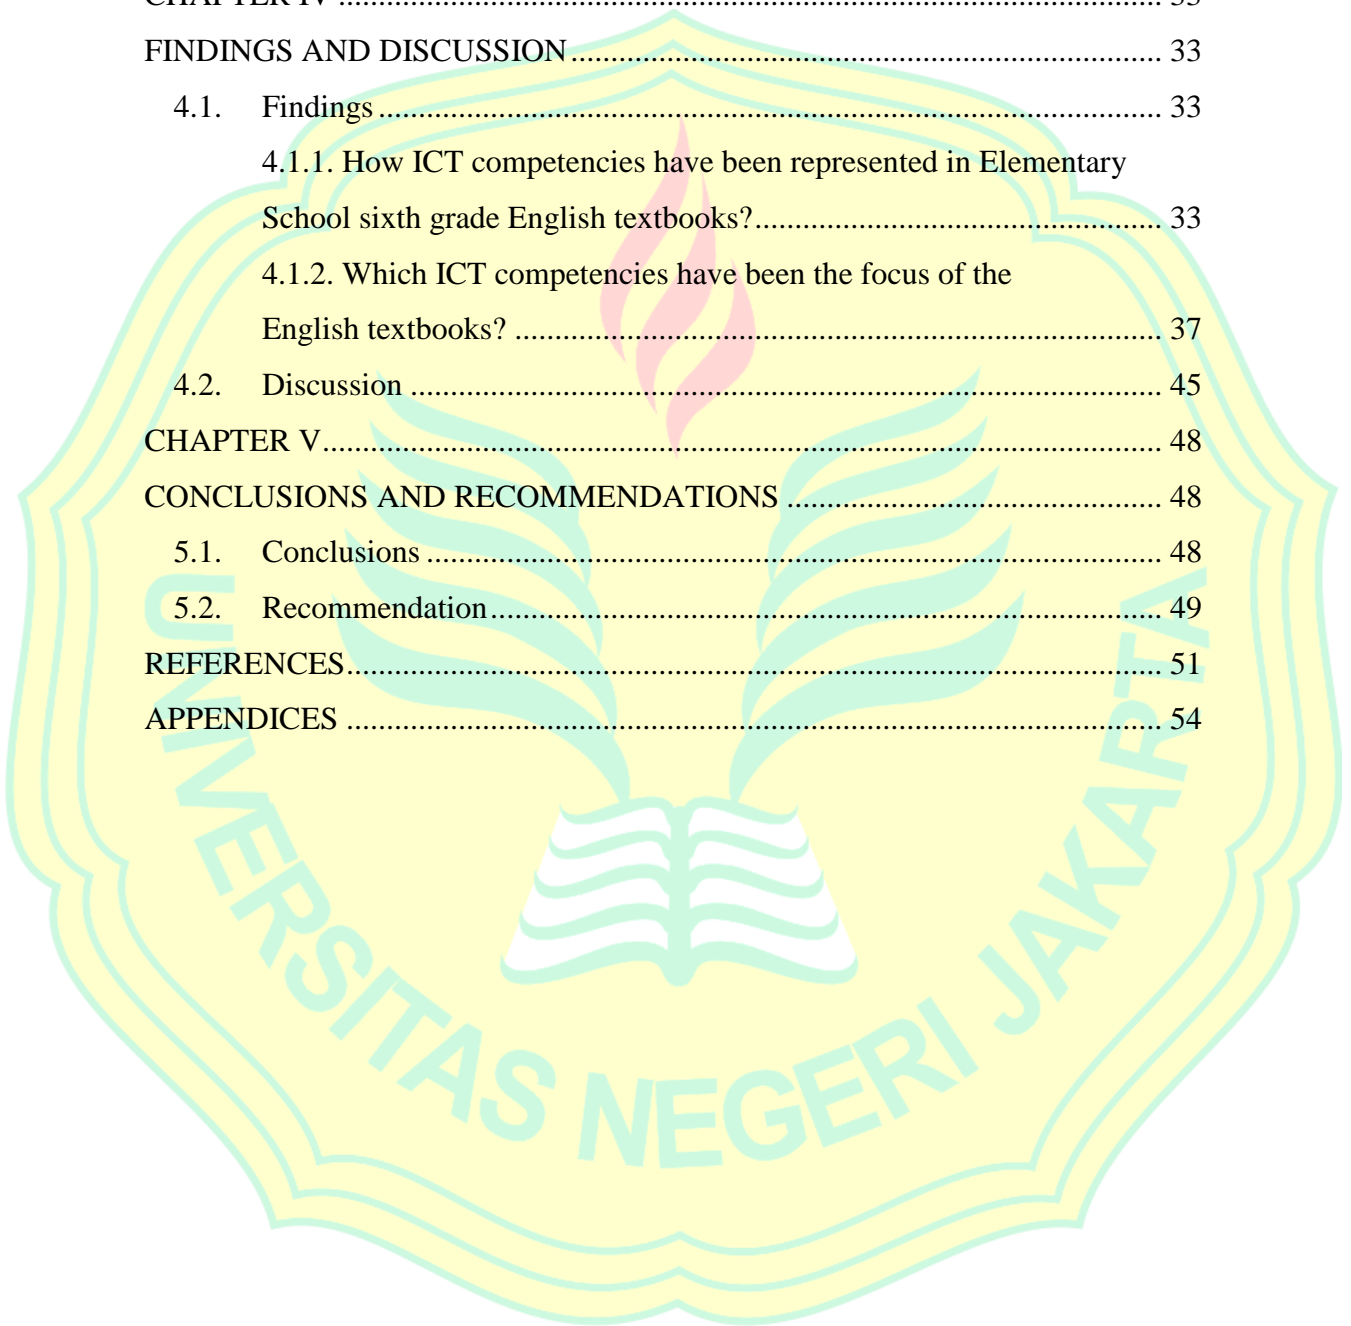 CHAPTER IV ........................................................................................................ 33
FINDINGS AND DISCUSSION ......................................................................... 33
4.1. Findings ................................................................................................. 33
4.1.1. How ICT competencies have been represented in Elementary
School sixth grade English textbooks? .................................................. 33
4.1.2. Which ICT competencies have been the focus of the
English textbooks? ................................................................................ 37
4.2. Discussion ............................................................................................. 45
CHAPTER V ......................................................................................................... 48
CONCLUSIONS AND RECOMMENDATIONS .............................................. 48
5.1. Conclusions ........................................................................................... 48
5.2. Recommendation ................................................................................... 49
REFERENCES ...................................................................................................... 51
APPENDICES ...................................................................................................... 54
UNIVERSITAS NEGERI JAKARTA